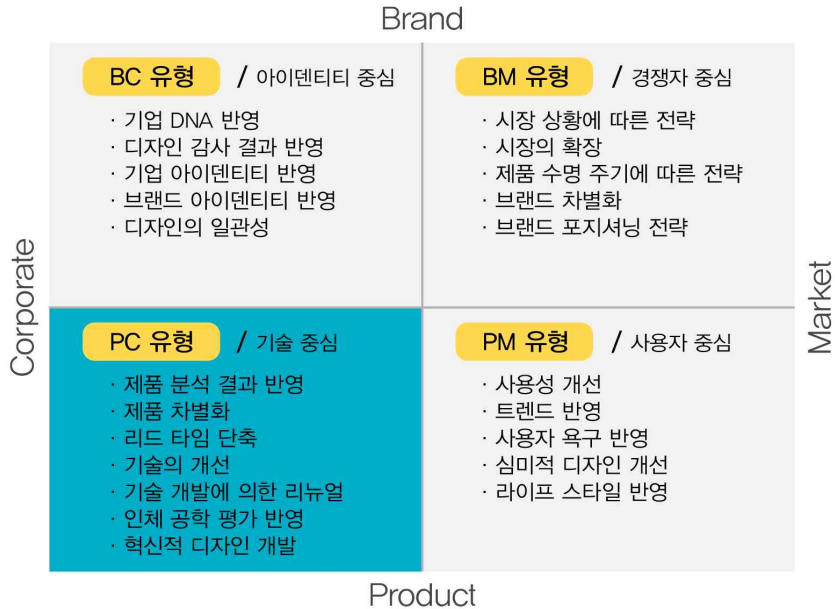 Brand
BC 유형 / 아이덴티티 중심
· 기업 DNA 반영
· 디자인 감사 결과 반영
· 기업 아이덴티티 반영
· 브랜드 아이덴티티 반영
· 디자인의 일관성
BM 유형 / 경쟁자 중심
· 시장 상황에 따른 전략
· 시장의 확장
· 제품 수명 주기에 따른 전략
· 브랜드 차별화
· 브랜드 포지셔닝 전략
Corporate
Market
PC 유형 / 기술 중심
· 제품 분석 결과 반영
· 제품 차별화
· 리드 타임 단축
· 기술의 개선
· 기술 개발에 의한 리뉴얼
· 인체 공학 평가 반영
· 혁신적 디자인 개발
PM 유형 / 사용자 중심
· 사용성 개선
· 트렌드 반영
· 사용자 욕구 반영
· 심미적 디자인 개선
· 라이프 스타일 반영
Product